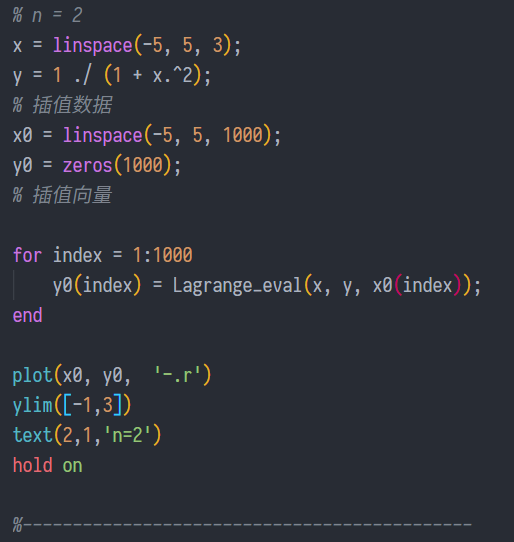 % n = 2
x = linspace(-5, 5, 3);
y = 1 ./ (1 + x.^2);
% 插值数据
x0 = linspace(-5, 5, 1000);
y0 = zeros(1000);
% 插值向量
for index = 1:1000
    y0(index) = Lagrange_eval(x, y, x0(index));
end
plot(x0, y0,  '-.r')
ylim([-1,3])
text(2,1,'n=2')
hold on
%---------------------------------------------